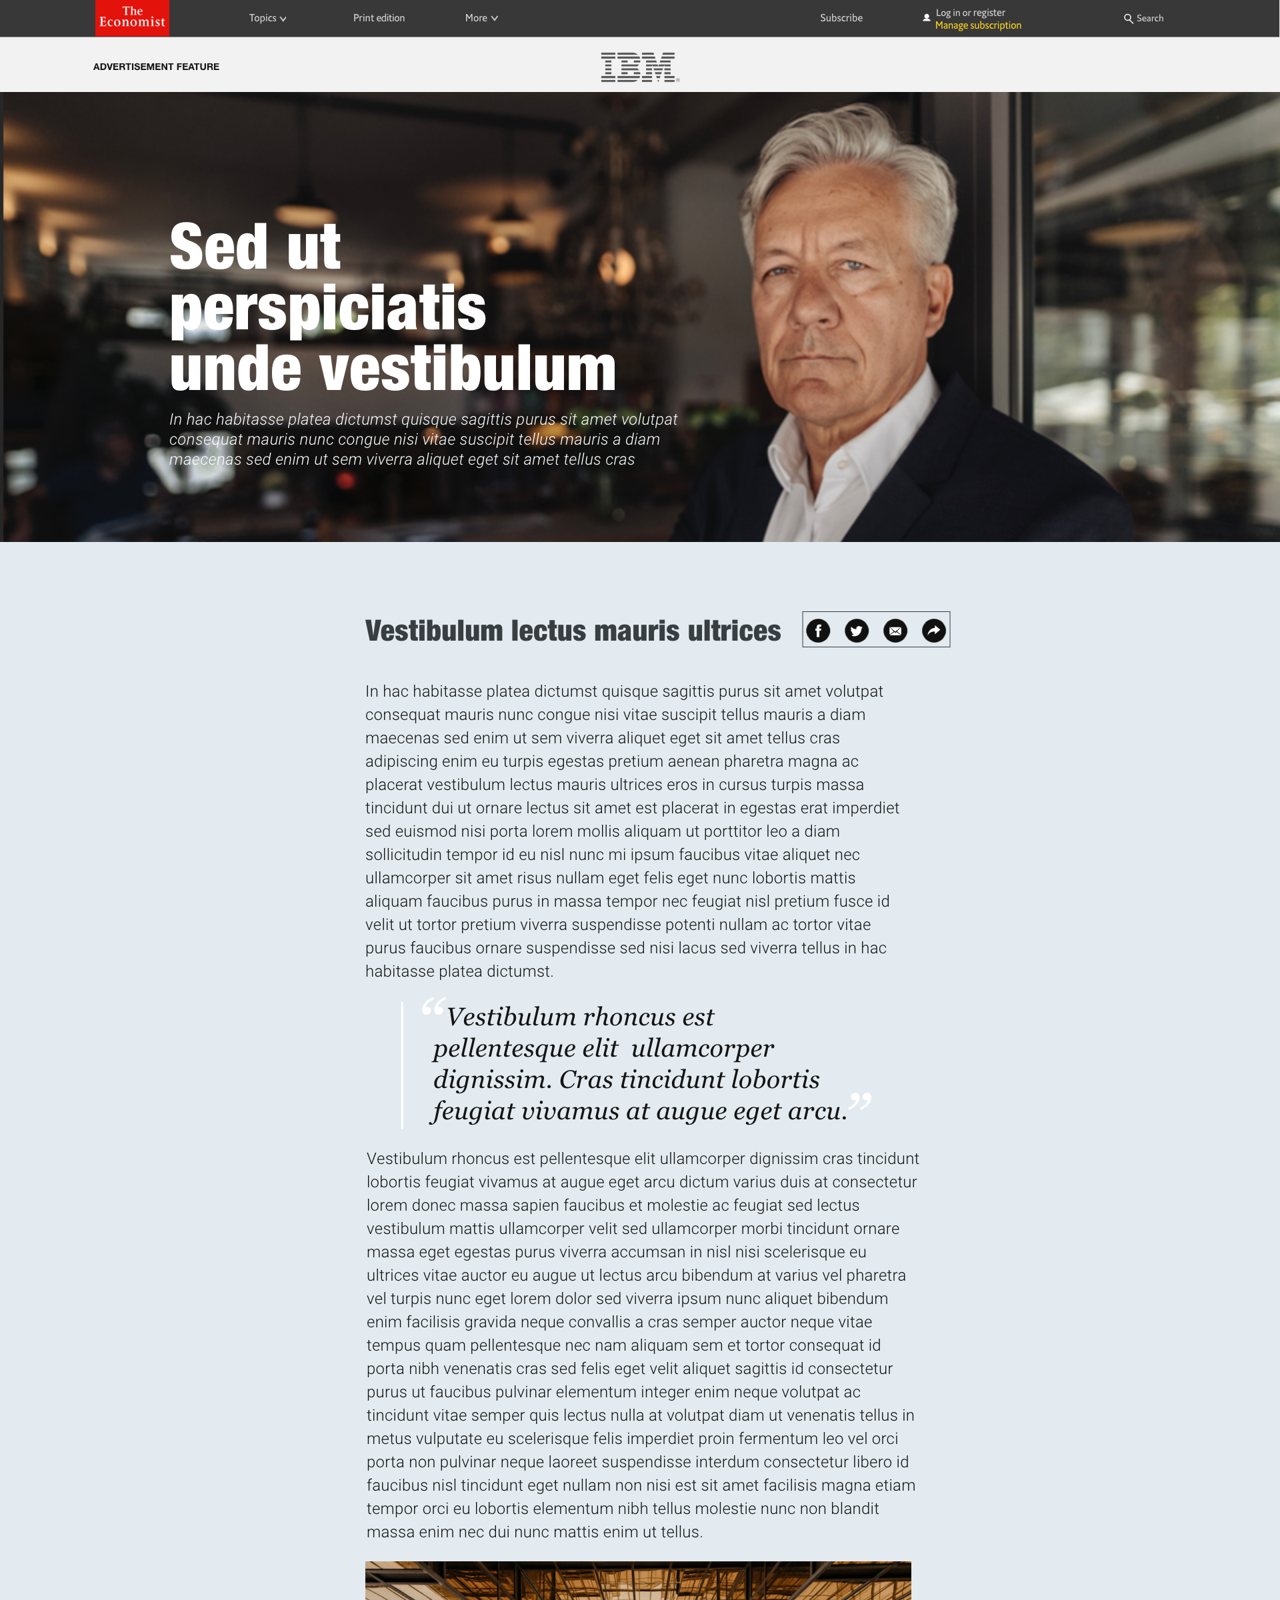 The
Economist
Topics
Print edition
More
Subscribe
Log in or register
Manage subscription
Search
ADVERTISEMENT FEATURE
IBM
Sed ut
perspiciatis
unde vestibulum
In hac habitasse platea dictumst quisque sagittis purus sit amet volutpat
consequat mauris nunc congue nisi vitae suscipit tellus mauris a diam
maecenas sed enim ut sem viverra aliquet eget sit amet tellus cras
Vestibulum lectus mauris ultrices
In hac habitasse platea dictumst quisque sagittis purus sit amet volutpat
consequat mauris nunc congue nisi vitae suscipit tellus mauris a diam
maecenas sed enim ut sem viverra aliquet eget sit amet tellus cras
adipiscing enim eu turpis egestas pretium aenean pharetra magna ac
placerat vestibulum lectus mauris ultrices eros in cursus turpis massa
tincidunt dui ut ornare lectus sit amet est placerat in egestas erat imperdiet
sed euismod nisi porta lorem mollis aliquam ut porttitor leo a diam
sollicitudin tempor id eu nisl nunc mi ipsum faucibus vitae aliquet nec
ullamcorper sit amet risus nullam eget felis eget nunc lobortis mattis
aliquam faucibus purus in massa tempor nec feugiat nisl pretium fusce id
velit ut tortor pretium viverra suspendisse potenti nullam ac tortor vitae
purus faucibus ornare suspendisse sed nisi lacus sed viverra tellus in hac
habitasse platea dictumst.
“Vestibulum rhoncus est
pellentesque elit  ullamcorper
dignissim. Cras tincidunt lobortis
feugiat vivamus at augue eget arcu.”
Vestibulum rhoncus est pellentesque elit ullamcorper dignissim cras tincidunt
lobortis feugiat vivamus at augue eget arcu dictum varius duis at consectetur
lorem donec massa sapien faucibus et molestie ac feugiat sed lectus
vestibulum mattis ullamcorper velit sed ullamcorper morbi tincidunt ornare
massa eget egestas purus viverra accumsan in nisl nisi scelerisque eu
ultrices vitae auctor eu augue ut lectus arcu bibendum at varius vel pharetra
vel turpis nunc eget lorem dolor sed viverra ipsum nunc aliquet bibendum
enim facilisis gravida neque convallis a cras semper auctor neque vitae
tempus quam pellentesque nec nam aliquam sem et tortor consequat id
porta nibh venenatis cras sed felis eget velit aliquet sagittis id consectetur
purus ut faucibus pulvinar elementum integer enim neque volutpat ac
tincidunt vitae semper quis lectus nulla at volutpat diam ut venenatis tellus in
metus vulputate eu scelerisque felis imperdiet proin fermentum leo vel orci
porta non pulvinar neque laoreet suspendisse interdum consectetur libero id
faucibus nisl tincidunt eget nullam non nisi est sit amet facilisis magna etiam
tempor orci eu lobortis elementum nibh tellus molestie nunc non blandit
massa enim nec dui nunc mattis enim ut tellus.